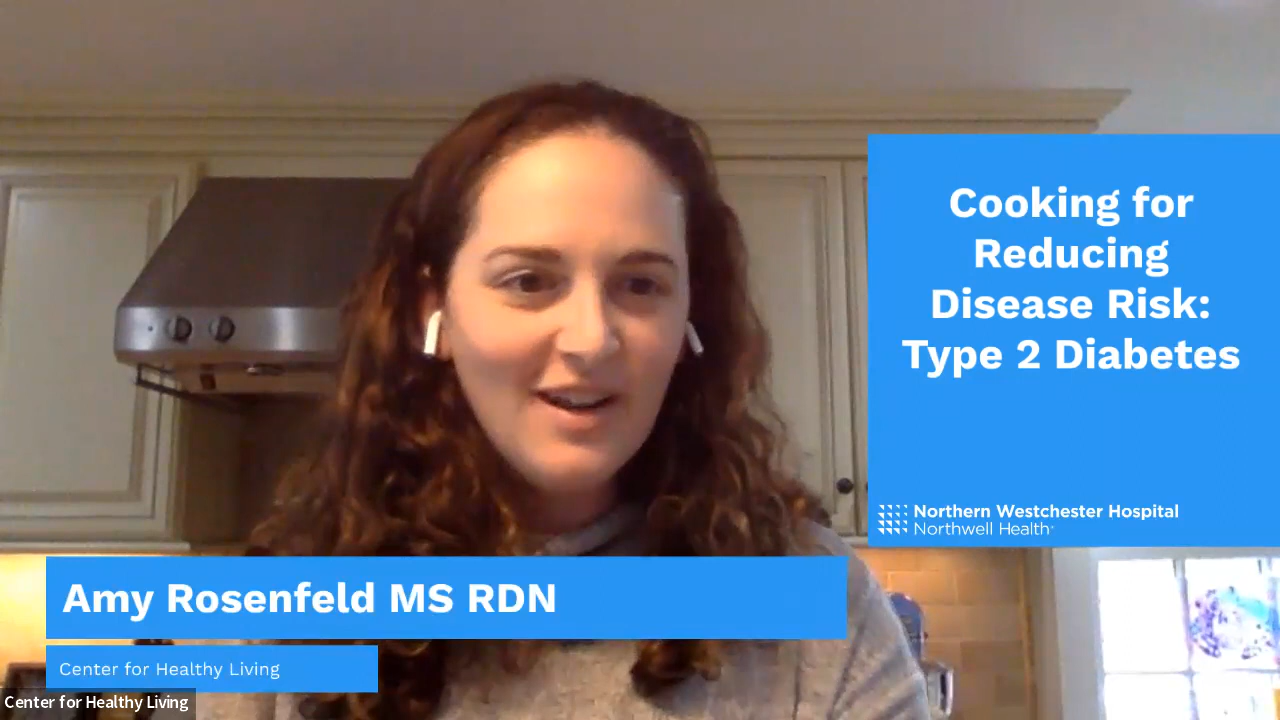 Cooking for
Reducing
Disease Risk:
Type 2 Diabetes
Northern Westchester Hospital
Northwell Health
Amy Rosenfeld MS RDN
Center for Healthy Living
Center for Healthy Living